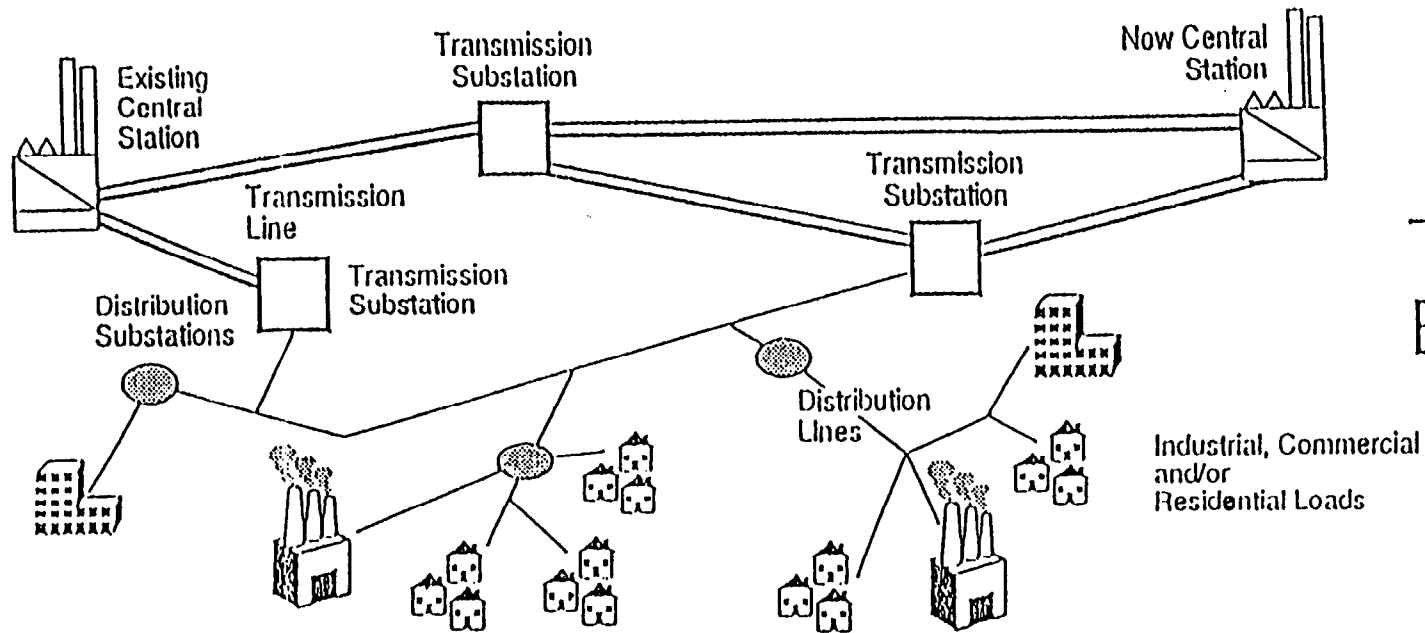 Transmission
Substation
Now Central
Station
Existing
Central
Station
Transmission
Substation
Transmission
Line
Transmission
Substation
Distribution
Substations
Distribution
Lines
Industrial, Commercial
and/or
Residential Loads